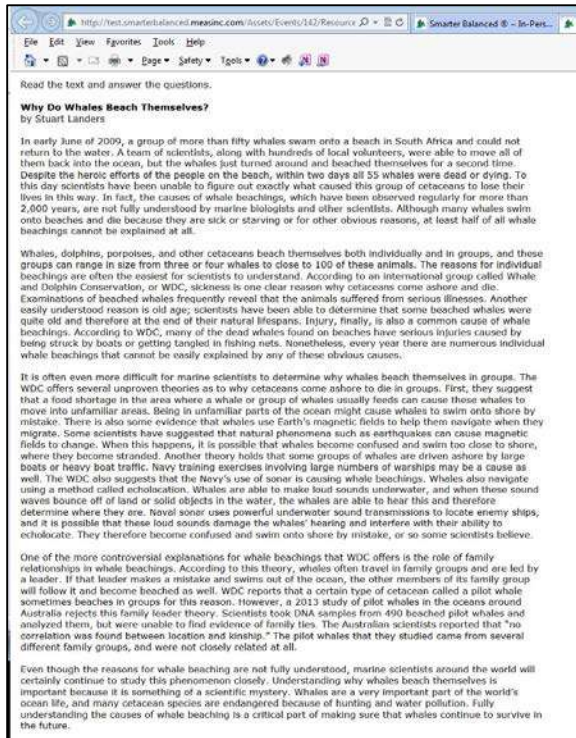 http://test.smarterbalanced.measinc.com/Assets/Events/142/Resource
Smarter Balanced ® – In-Pers...
File Edit View Favorites Tools Help
Page Safety Tools
Read the text and answer the questions.
Why Do Whales Beach Themselves?
by Stuart Landers
In early June of 2009, a group of more than fifty whales swam onto a beach in South Africa and could not
return to the water. A team of scientists, along with hundreds of local volunteers, were able to move all of
them back into the ocean, but the whales just turned around and beached themselves for a second time.
Despite the heroic efforts of the people on the beach, within two days all 55 whales were dead or dying. To
this day scientists have been unable to figure out exactly what caused this group of cetaceans to lose their
lives in this way. In fact, the causes of whale beachings, which have been observed regularly for more than
2,000 years, are not fully understood by marine biologists and other scientists. Although many whales swim
onto beaches and die because they are sick or starving or for other obvious reasons, at least half of all whale
beachings cannot be explained at all.
Whales, dolphins, porpoises, and other cetaceans beach themselves both individually and in groups, and these
groups can range in size from three or four whales to close to 100 of these animals. The reasons for individual
beachings are often the easiest for scientists to understand. According to an international group called Whale
and Dolphin Conservation, or WDC, sickness is one clear reason why cetaceans come ashore and die.
Examinations of beached whales frequently reveal that the animals suffered from serious illnesses. Another
easily understood reason is old age; scientists have been able to determine that some beached whales were
quite old and therefore at the end of their natural lifespans. Injury, finally, is also a common cause of whale
beachings. According to WDC, many of the dead whales found on beaches have serious injuries caused by
being struck by boats or getting tangled in fishing nets. Nonetheless, every year there are numerous individual
whale beachings that cannot be easily explained by any of these obvious causes.
It is often even more difficult for marine scientists to determine why whales beach themselves in groups. The
WDC offers several unproven theories as to why cetaceans come ashore to die in groups. First, they suggest
that a food shortage in the area where a whale or group of whales usually feeds can cause these whales to
move into unfamiliar areas. Being in unfamiliar parts of the ocean might cause whales to swim onto shore by
mistake. There is also some evidence that whales use Earth's magnetic fields to help them navigate when they
migrate. Some scientists have suggested that natural phenomena such as earthquakes can cause magnetic
fields to change. When this happens, it is possible that whales become confused and swim too close to shore,
where they become stranded. Another theory holds that some groups of whales are driven ashore by large
boats or heavy boat traffic. Navy training exercises involving large numbers of warships may be a cause as
well. The WDC also suggests that the Navy's use of sonar is causing whale beachings. Whales also navigate
using a method called echolocation. Whales are able to make loud sounds underwater, and when these sound
waves bounce off of land or solid objects in the water, the whales are able to hear this and therefore
determine where they are. Naval sonar uses powerful underwater sound transmissions to locate enemy ships,
and it is possible that these loud sounds damage the whales' hearing and interfere with their ability to
echolocate. They therefore become confused and swim onto shore by mistake, or so some scientists believe.
One of the more controversial explanations for whale beachings that WDC offers is the role of family
relationships in whale beachings. According to this theory, whales often travel in family groups and are led by
a leader. If that leader makes a mistake and swims out of the ocean, the other members of its family group
will follow it and become beached as well. WDC reports that a certain type of cetacean called a pilot whale
sometimes beaches in groups for this reason. However, a 2013 study of pilot whales in the oceans around
Australia rejects this family leader theory. Scientists took DNA samples from 490 beached pilot whales and
analyzed them, but were unable to find evidence of family ties. The Australian scientists reported that "no
correlation was found between location and kinship." The pilot whales that they studied came from several
different family groups, and were not closely related at all.
Even though the reasons for whale beaching are not fully understood, marine scientists around the world will
certainly continue to study this phenomenon closely. Understanding why whales beach themselves is
important because it is something of a scientific mystery. Whales are a very important part of the world's
ocean life, and many cetacean species are endangered because of hunting and water pollution. Fully
understanding the causes of whale beaching is a critical part of making sure that whales continue to survive in
the future.